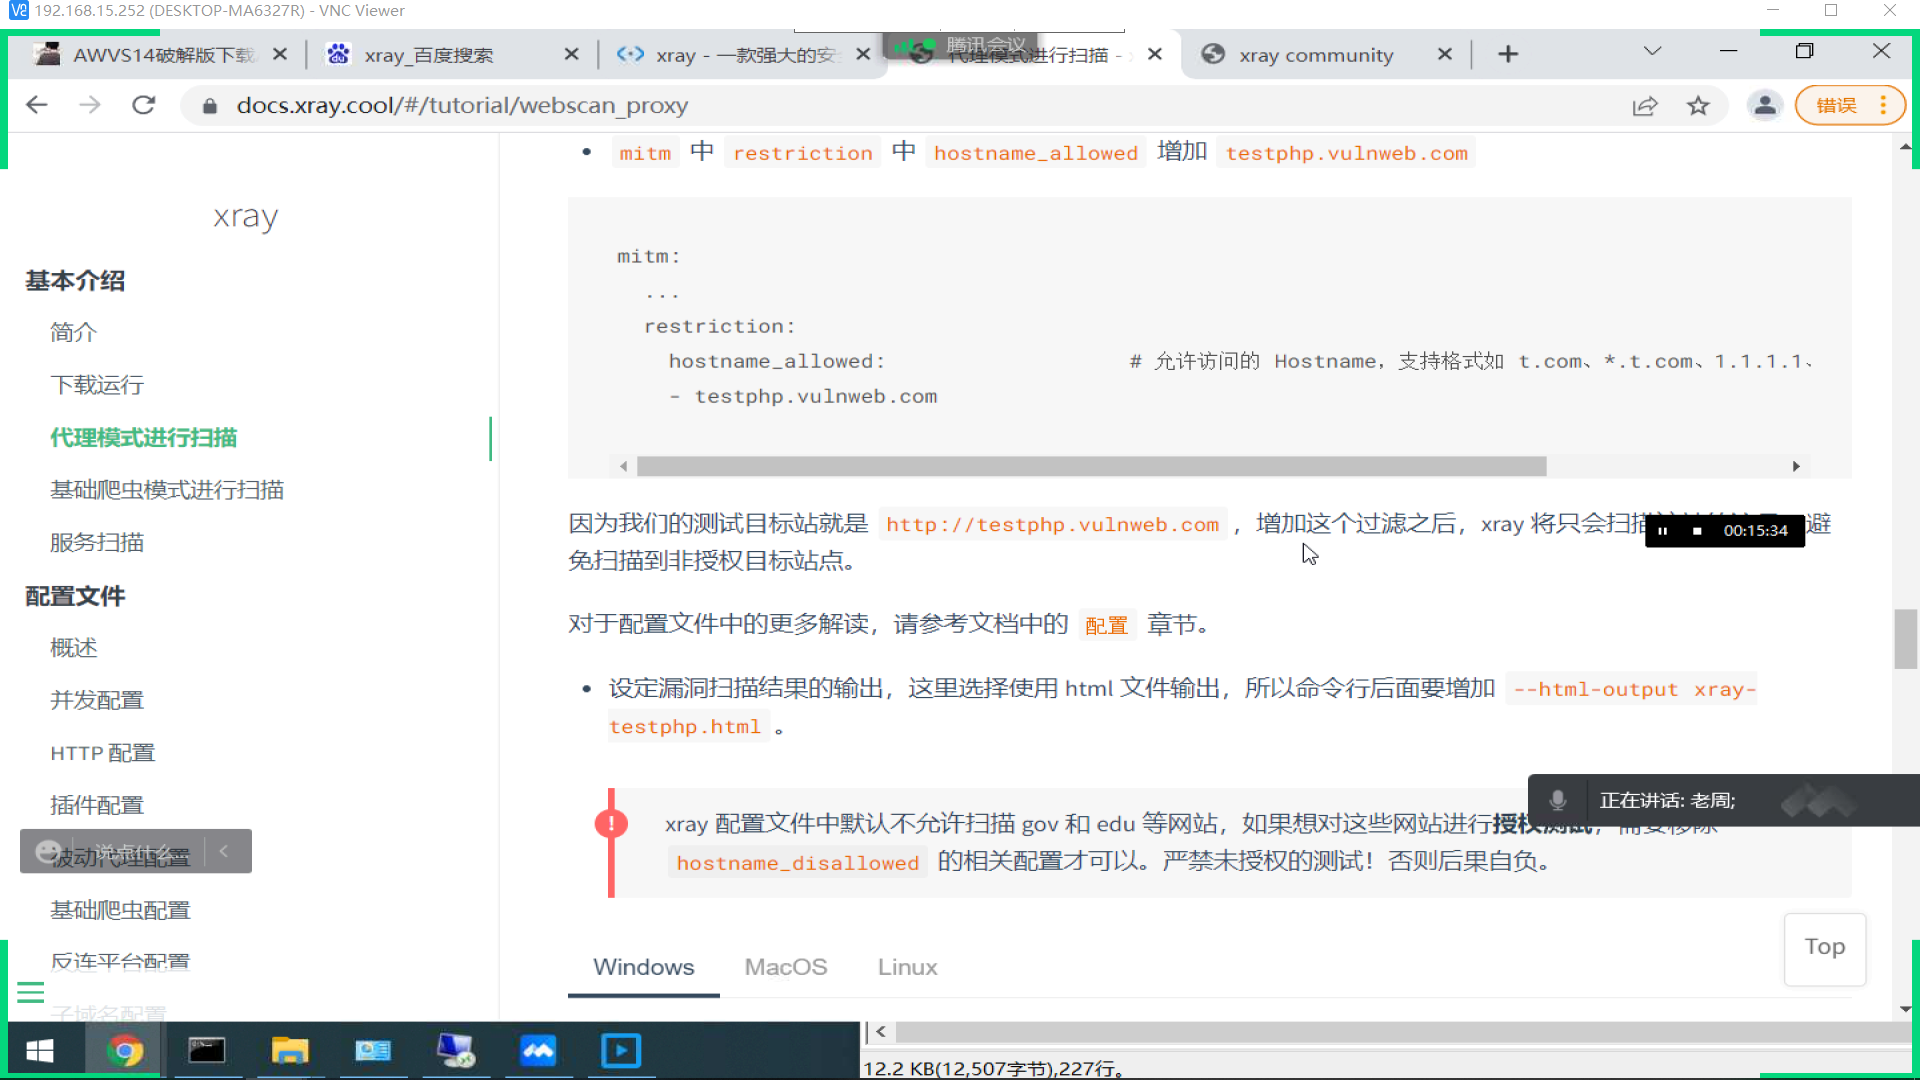 192.168.15.252 (DESKTOP-MA6327R) - VNC Viewer
AWVS14破解版下载
xray_百度搜索
xray - 一款强大的安
腾讯会议
代理模式进行扫描 -
xray community
docs.xray.cool/#/tutorial/webscan_proxy
错误
mitm 中 restriction 中 hostname_allowed 增加 testphp.vulnweb.com
xray
基本介绍
简介
下载运行
代理模式进行扫描
基础爬虫模式进行扫描
服务扫描
配置文件
概述
并发配置
HTTP 配置
插件配置
说点什么...
被动代理配置
基础爬虫配置
反连平台配置
子域名配置
mitm:
...
restriction:
hostname_allowed: # 允许访问的 Hostname，支持格式如 t.com、*.t.com、1.1.1.1、
- testphp.vulnweb.com
因为我们的测试目标站就是 http://testphp.vulnweb.com ，增加这个过滤之后，xray 将只会扫描 避
00:15:34
免扫描到非授权目标站点。
对于配置文件中的更多解读，请参考文档中的 配置 章节。
设定漏洞扫描结果的输出，这里选择使用 html 文件输出，所以命令行后面要增加 --html-output xray-
testphp.html 。
正在讲话: 老周;
xray 配置文件中默认不允许扫描 gov 和 edu 等网站，如果想对这些网站进行授权测试，需要移除
hostname_disallowed 的相关配置才可以。严禁未授权的测试！否则后果自负。
Top
Windows MacOS Linux
12.2 KB(12,507字节),227行。